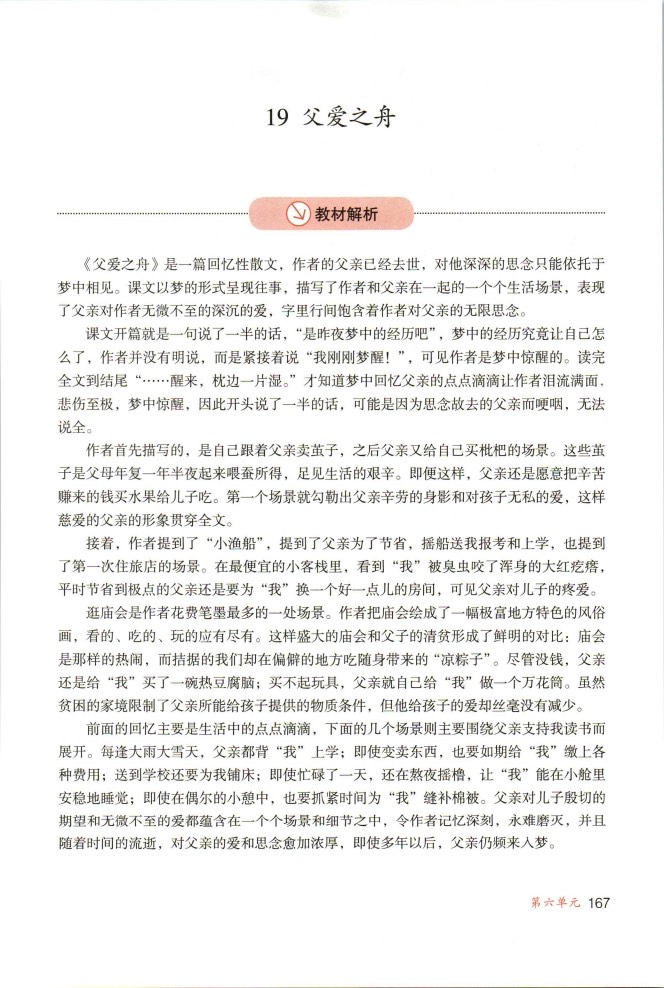 19 父爱之舟
教材解析
《父爱之舟》是一篇回忆性散文，作者的父亲已经去世，对他深深的思念只能依托于
梦中相见。课文以梦的形式呈现往事，描写了作者和父亲在一起的一个个生活场景，表现
了父亲对作者无微不至的深沉的爱，字里行间饱含着作者对父亲的无限思念。
课文开篇就是一句说了一半的话，“是昨夜梦中的经历吧”，梦中的经历究竟让自己怎
么了，作者并没有明说，而是紧接着说“我刚刚梦醒！”，可见作者是梦中惊醒的。读完
全文到结尾“……醒来，枕边一片湿。”才知道梦中回忆父亲的点点滴滴让作者泪流满面，
悲伤至极，梦中惊醒，因此开头说了一半的话，可能是因为思念故去的父亲而哽咽，无法
说全。
作者首先描写的，是自己跟着父亲卖茧子，之后父亲又给自己买枇杷的场景。这些茧
子是父母年复一年半夜起来喂蚕所得，足见生活的艰辛。即便这样，父亲还是愿意把辛苦
赚来的钱买水果给儿子吃。第一个场景就勾勒出父亲辛劳的身影和对孩子无私的爱，这样
慈爱的父亲的形象贯穿全文。
接着，作者提到了“小渔船”，提到了父亲为了节省，摇船送我报考和上学，也提到
了第一次住旅店的场景。在最便宜的小客栈里，看到“我”被臭虫咬了浑身的大红疙瘩，
平时节省到极点的父亲还是要为“我”换一个好一点儿的房间，可见父亲对儿子的疼爱。
逛庙会是作者花费笔墨最多的一处场景。作者把庙会绘成了一幅极富地方特色的风俗
画，看的、吃的、玩的应有尽有。这样盛大的庙会和父子的清贫形成了鲜明的对比：庙会
是那样的热闹，而拮据的我们却在偏僻的地方吃随身带来的“凉粽子”。尽管没钱，父亲
还是给“我”买了一碗热豆腐脑；买不起玩具，父亲就自己给“我”做一个万花筒。虽然
贫困的家境限制了父亲所能给孩子提供的物质条件，但他给孩子的爱却丝毫没有减少。
前面的回忆主要是生活中的点点滴滴，下面的几个场景则主要围绕父亲支持我读书而
展开。每逢大雨大雪天，父亲都背“我”上学；即使变卖东西，也要如期给“我”缴上各
种费用；送到学校还要为我铺床；即使忙碌了一天，还在熬夜摇橹，让“我”能在小舱里
安稳地睡觉；即使在偶尔的小憩中，也要抓紧时间为“我”缝补棉被。父亲对儿子殷切的
期望和无微不至的爱都蕴含在一个个场景和细节之中，令作者记忆深刻，永难磨灭，并且
随着时间的流逝，对父亲的爱和思念愈加浓厚，即使多年以后，父亲仍频来入梦。
第六单元 167